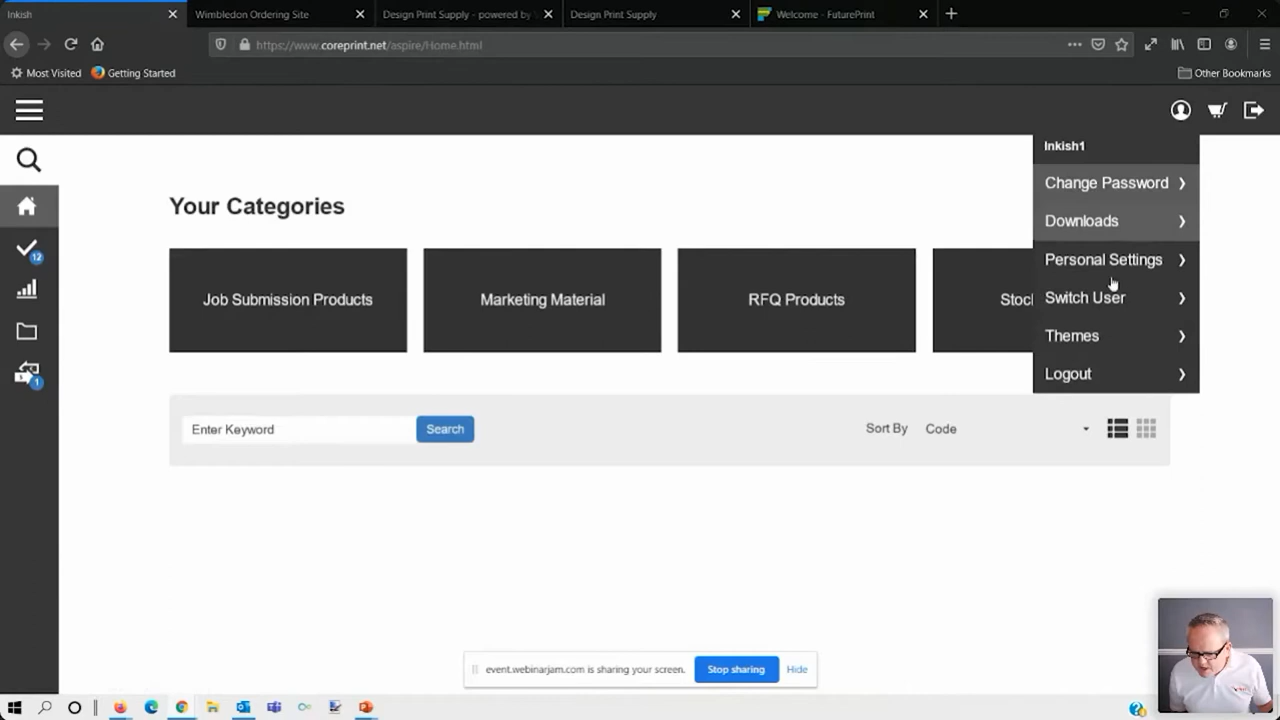 Inkish
Wimbledon Ordering Site
Design Print Supply - powered by
Design Print Supply
Welcome - FuturePrint
https://www.coreprint.net/aspire/Home.html
Most Visited
Getting Started
Other Bookmarks
Inkish1
Change Password
Downloads
Personal Settings
Switch User
Themes
Logout
Your Categories
Job Submission Products
Marketing Material
RFQ Products
12
1
Enter Keyword
Search
Sort By
Code
event.webinarjam.com is sharing your screen.
Stop sharing
Hide